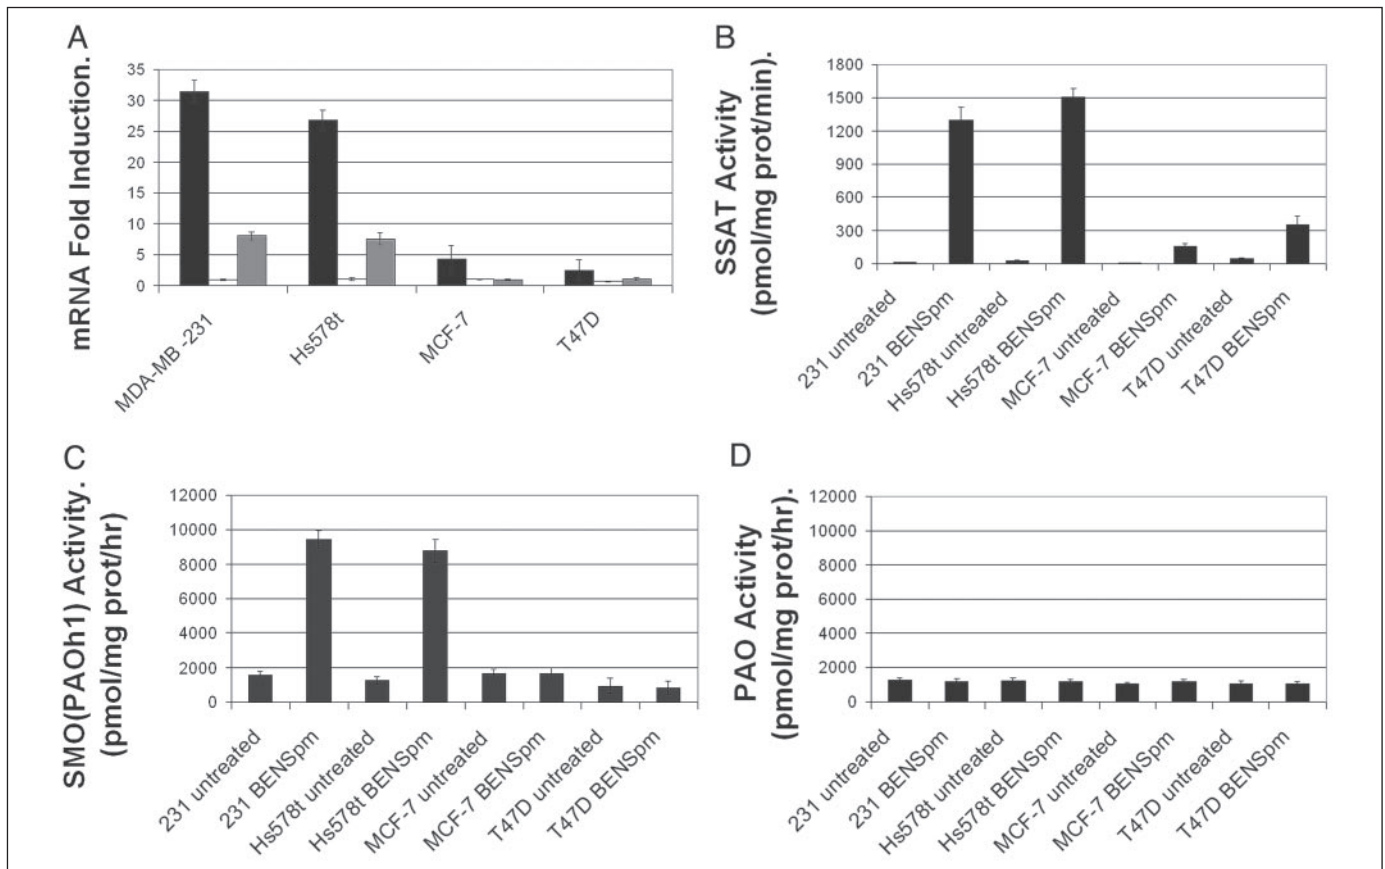 A
mRNA Fold Induction.
35
30
25
20
15
10
5
0
MDA-MB -231
Hs578t
MCF-7
T47D
B
SSAT Activity
(pmol/mg prot/min).
1800
1500
1300
900
600
300
0
231 untreated
231 BENSpm
Hs578t untreated
Hs578t BENSpm
MCF-7 untreated
MCF-7 BENSpm
T47D untreated
T47D BENSpm
C
SMO(PAOh1) Activity.
(pmol/mg prot/hr)
12000
10000
8000
6000
4000
2000
0
231 untreated
231 BENSpm
Hs578t untreated
Hs578t BENSpm
MCF-7 untreated
MCF-7 BENSpm
T47D untreated
T47D BENSpm
D
PAO Activity
(pmol/mg prot/hr).
12000
10000
8000
6000
4000
2000
0
231 untreated
231 BENSpm
Hs578t untreated
Hs578t BENSpm
MCF-7 untreated
MCF-7 BENSpm
T47D untreated
T47D BENSpm